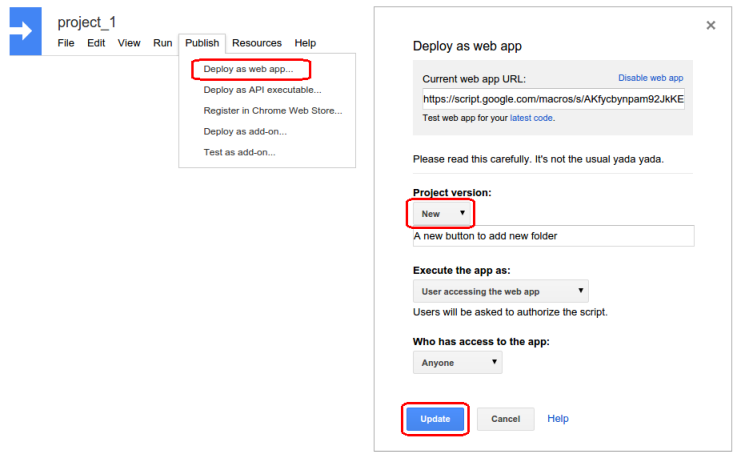 project_1
File Edit View Run Publish Resources Help
Deploy as web app...
Deploy as API executable...
Register in Chrome Web Store...
Deploy as add-on...
Test as add-on...
Deploy as web app
Current web app URL: Disable web app
https://script.google.com/macros/s/AKfycbynpam92JkKE
Test web app for your latest code.
Please read this carefully. It's not the usual yada yada.
Project version:
New
A new button to add new folder
Execute the app as:
User accessing the web app
Users will be asked to authorize the script.
Who has access to the app:
Anyone
Update Cancel Help